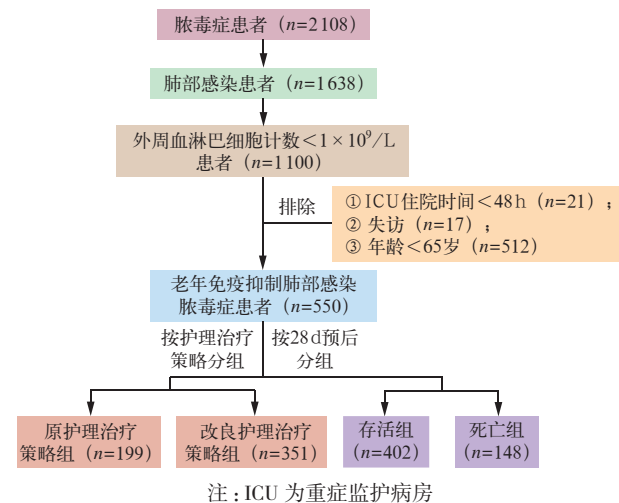 脓毒症患者（n=2108）
肺部感染患者（n=1638）
外周血淋巴细胞计数＜1×10⁹/L
患者（n=1100）
排除
①ICU住院时间＜48h（n=21）；
② 失访（n=17）；
③ 年龄＜65岁（n=512）
老年免疫抑制肺部感染
脓毒症患者（n=550）
按护理治疗
策略分组
按28d预后
分组
原护理治疗
策略组（n=199）
改良护理治疗
策略组（n=351）
存活组
（n=402）
死亡组
（n=148）
注：ICU 为重症监护病房